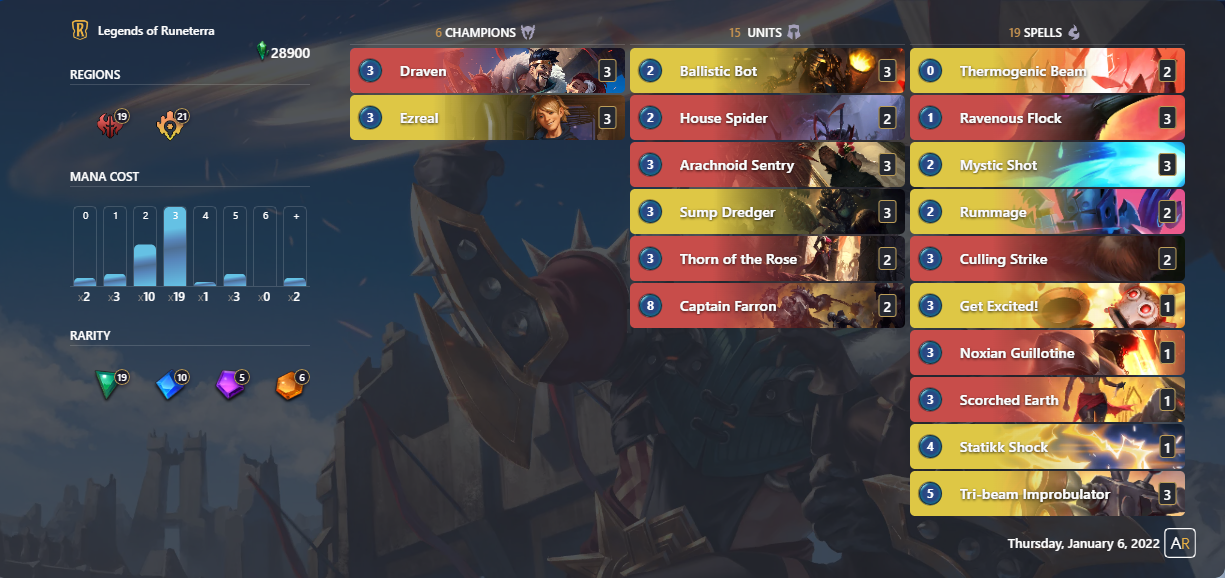 Legends of Runeterra
28900
REGIONS
19
21
MANA COST
0 1 2 3 4 5 6 +
x2 x3 x10 x19 x1 x3 x0 x2
RARITY
19 10 5 6
6 CHAMPIONS
3 Draven 3
3 Ezreal 3
15 UNITS
2 Ballistic Bot 3
2 House Spider 2
3 Arachnoid Sentry 3
3 Sump Dredger 3
3 Thorn of the Rose 2
8 Captain Farron 2
19 SPELLS
0 Thermogenic Beam 2
1 Ravenous Flock 3
2 Mystic Shot 3
2 Rummage 2
3 Culling Strike 2
3 Get Excited! 1
3 Noxian Guillotine 1
3 Scorched Earth 1
4 Statikk Shock 1
5 Tri-beam Improbulator 3
Thursday, January 6, 2022 AR